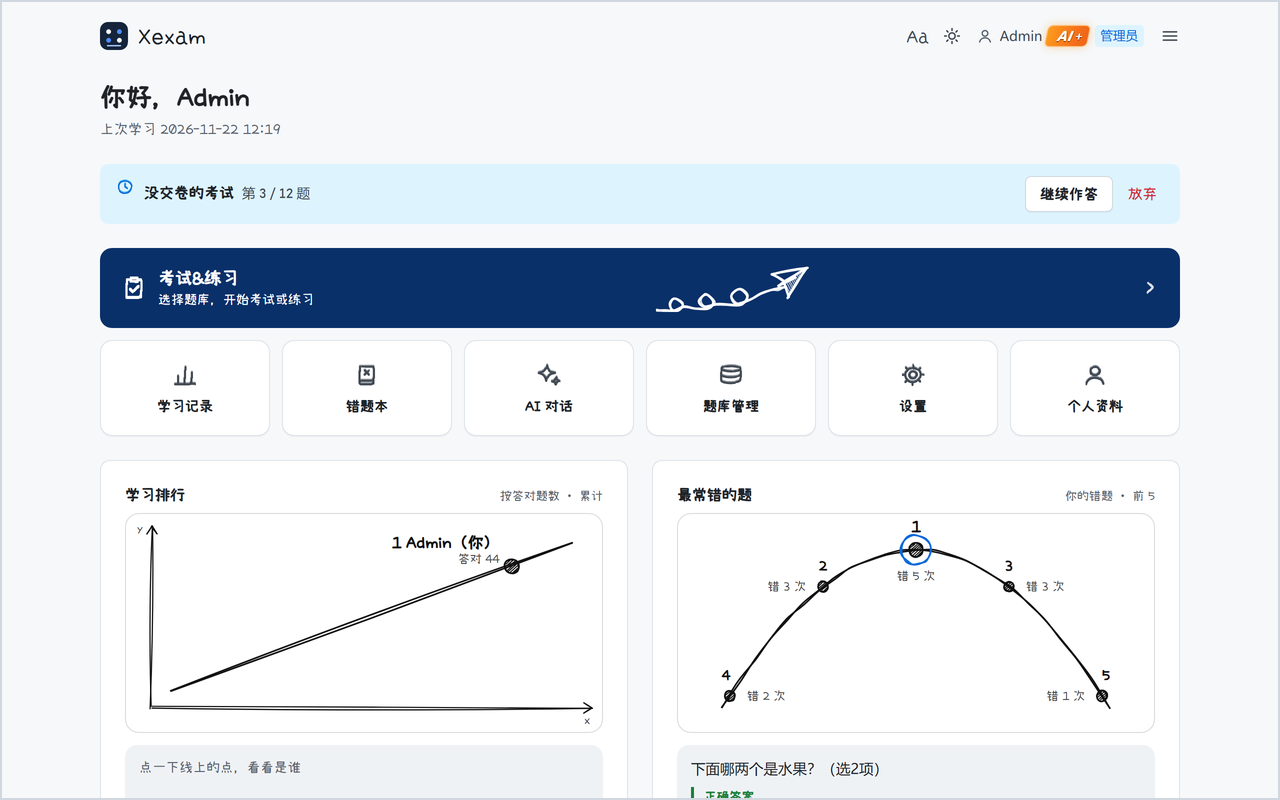 Xexam
Aa
Admin
AI+
管理员
你好，Admin
上次学习 2026-11-22 12:19
没交卷的考试 第 3 / 12 题
继续作答
放弃
考试&练习
选择题库，开始考试或练习
学习记录
错题本
AI 对话
题库管理
设置
个人资料
学习排行
按答对题数 • 累计
y
1 Admin（你）
答对 44
x
点一下线上的点，看看是谁
最常错的题
你的错题 • 前 5
1
错 5 次
2
错 3 次
3
错 3 次
4
错 2 次
5
错 1 次
下面哪两个是水果？（选2项）
正确答案